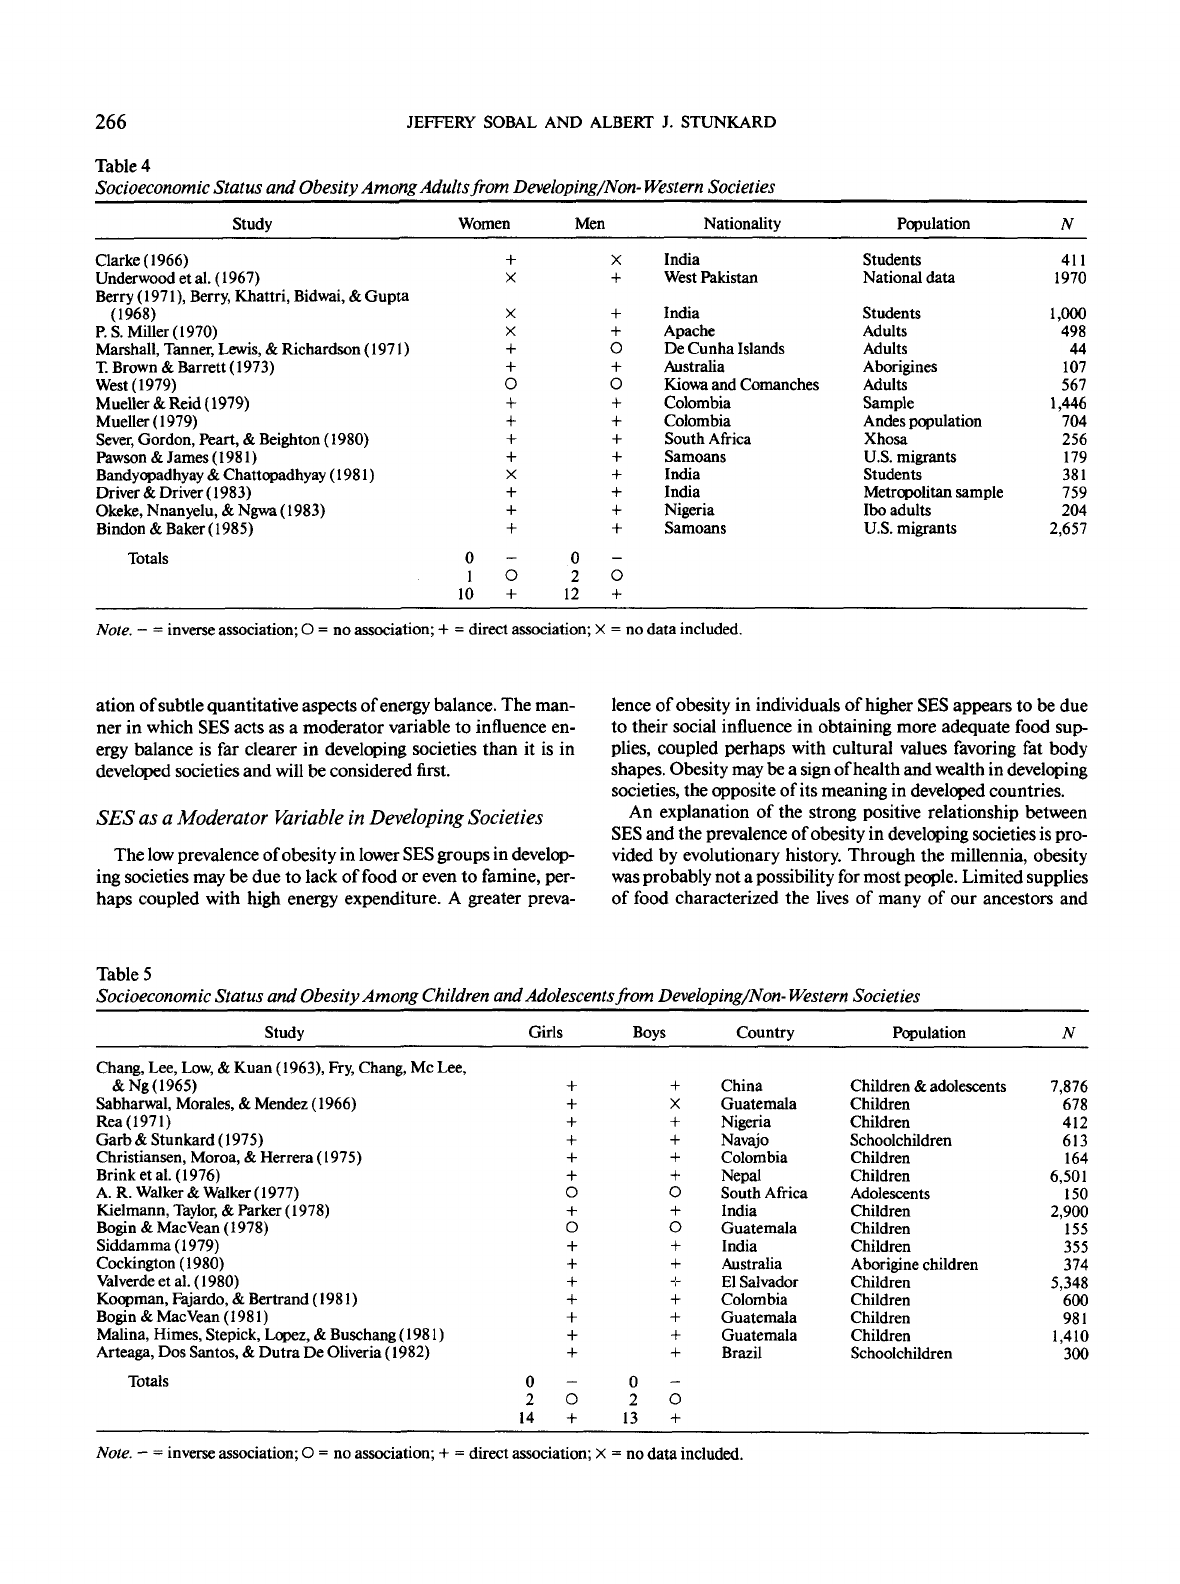 266 JEFFERY SOBAL AND ALBERT J. STUNKARD
Table 4
Socioeconomic Status and Obesity Among Adults from Developing/Non-Western Societies
Study Women Men Nationality Population N
Clarke (1966) + × India Students 411
Underwood et al. (1967) × + West Pakistan National data 1970
Berry (1971), Berry, Khattri, Bidwai, & Gupta
(1968) × + India Students 1,000
P. S. Miller (1970) × + Apache Adults 498
Marshall, Tanner, Lewis, & Richardson (1971) + O De Cunha Islands Adults 44
T. Brown & Barrett (1973) + + Australia Aborigines 107
West (1979) O O Kiowa and Comanches Adults 567
Mueller & Reid (1979) + + Colombia Sample 1,446
Mueller (1979) + + Colombia Andes population 704
Sever, Gordon, Peart, & Beighton (1980) + + South Africa Xhosa 256
Pawson & James (1981) + + Samoans U.S. migrants 179
Bandyopadhyay & Chattopadhyay (1981) × + India Students 381
Driver & Driver (1983) + + India Metropolitan sample 759
Okeke, Nnanyelu, & Ngwa (1983) + + Nigeria Ibo adults 204
Bindon & Baker (1985) + + Samoans U.S. migrants 2,657
Totals 0 − 0 −
1 O 2 O
10 + 12 +
Note. − = inverse association; O = no association; + = direct association; × = no data included.
ation of subtle quantitative aspects of energy balance. The man-
ner in which SES acts as a moderator variable to influence en-
ergy balance is far clearer in developing societies than it is in
developed societies and will be considered first.
SES as a Moderator Variable in Developing Societies
The low prevalence of obesity in lower SES groups in develop-
ing societies may be due to lack of food or even to famine, per-
haps coupled with high energy expenditure. A greater preva-
lence of obesity in individuals of higher SES appears to be due
to their social influence in obtaining more adequate food sup-
plies, coupled perhaps with cultural values favoring fat body
shapes. Obesity may be a sign of health and wealth in developing
societies, the opposite of its meaning in developed countries.
An explanation of the strong positive relationship between
SES and the prevalence of obesity in developing societies is pro-
vided by evolutionary history. Through the millennia, obesity
was probably not a possibility for most people. Limited supplies
of food characterized the lives of many of our ancestors and
Table 5
Socioeconomic Status and Obesity Among Children and Adolescents from Developing/Non-Western Societies
Study Girls Boys Country Population N
Chang, Lee, Low, & Kuan (1963), Fry, Chang, Mc Lee,
& Ng (1965) + + China Children & adolescents 7,876
Sabharwal, Morales, & Mendez (1966) + × Guatemala Children 678
Rea (1971) + + Nigeria Children 412
Garb & Stunkard (1975) + + Navajo Schoolchildren 613
Christiansen, Moroa, & Herrera (1975) + + Colombia Children 164
Brink et al. (1976) + + Nepal Children 6,501
A. R. Walker & Walker (1977) O O South Africa Adolescents 150
Kielmann, Taylor, & Parker (1978) + + India Children 2,900
Bogin & MacVean (1978) O O Guatemala Children 155
Siddamma (1979) + + India Children 355
Cockington (1980) + + Australia Aborigine children 374
Valverde et al. (1980) + + El Salvador Children 5,348
Koopman, Fajardo, & Bertrand (1981) + + Colombia Children 600
Bogin & MacVean (1981) + + Guatemala Children 981
Malina, Himes, Stepick, Lopez, & Buschang (1981) + + Guatemala Children 1,410
Arteaga, Dos Santos, & Dutra De Oliveria (1982) + + Brazil Schoolchildren 300
Totals 0 − 0 −
2 O 2 O
14 + 13 +
Note. − = inverse association; O = no association; + = direct association; × = no data included.